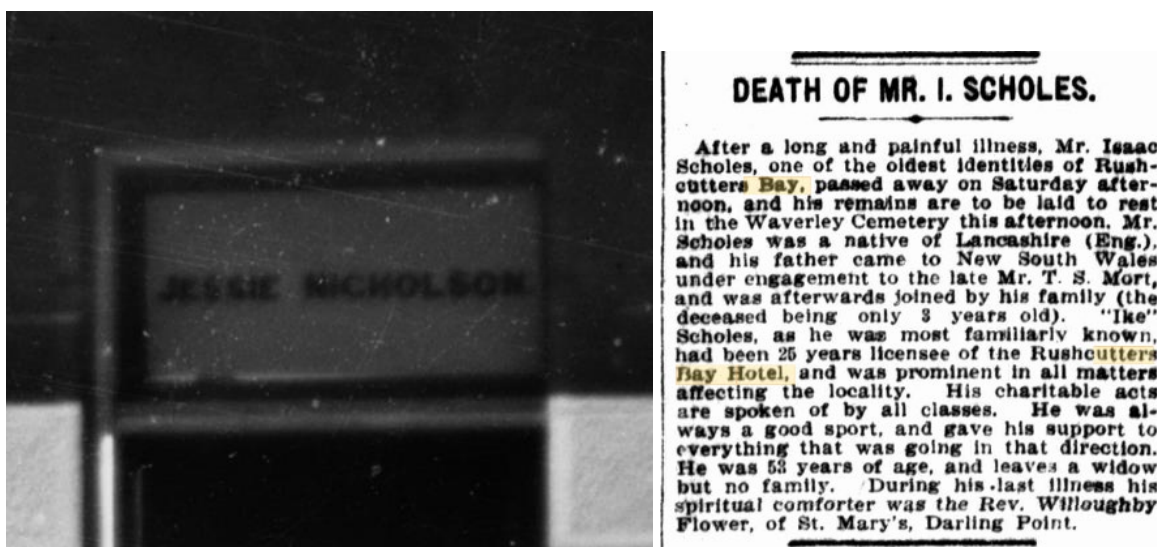 JESSIE NICHOLSON
DEATH OF MR. I. SCHOLES.
After a long and painful illness, Mr. Isaac
Scholes, one of the oldest identities of Rush-
cutters Bay, passed away on Saturday after-
noon, and his remains are to be laid to rest
in the Waverley Cemetery this afternoon. Mr.
Scholes was a native of Lancashire (Eng.),
and his father came to New South Wales
under engagement to the late Mr. T. S. Mort,
and was afterwards joined by his family (the
deceased being only 3 years old). "Ike"
Scholes, as he was most familiarly known,
had been 25 years licensee of the Rushcutters
Bay Hotel, and was prominent in all matters
affecting the locality. His charitable acts
are spoken of by all classes. He was al-
ways a good sport, and gave his support to
everything that was going in that direction.
He was 53 years of age, and leaves a widow
but no family. During his last illness his
spiritual comforter was the Rev. Willoughby
Flower, of St. Mary's, Darling Point.